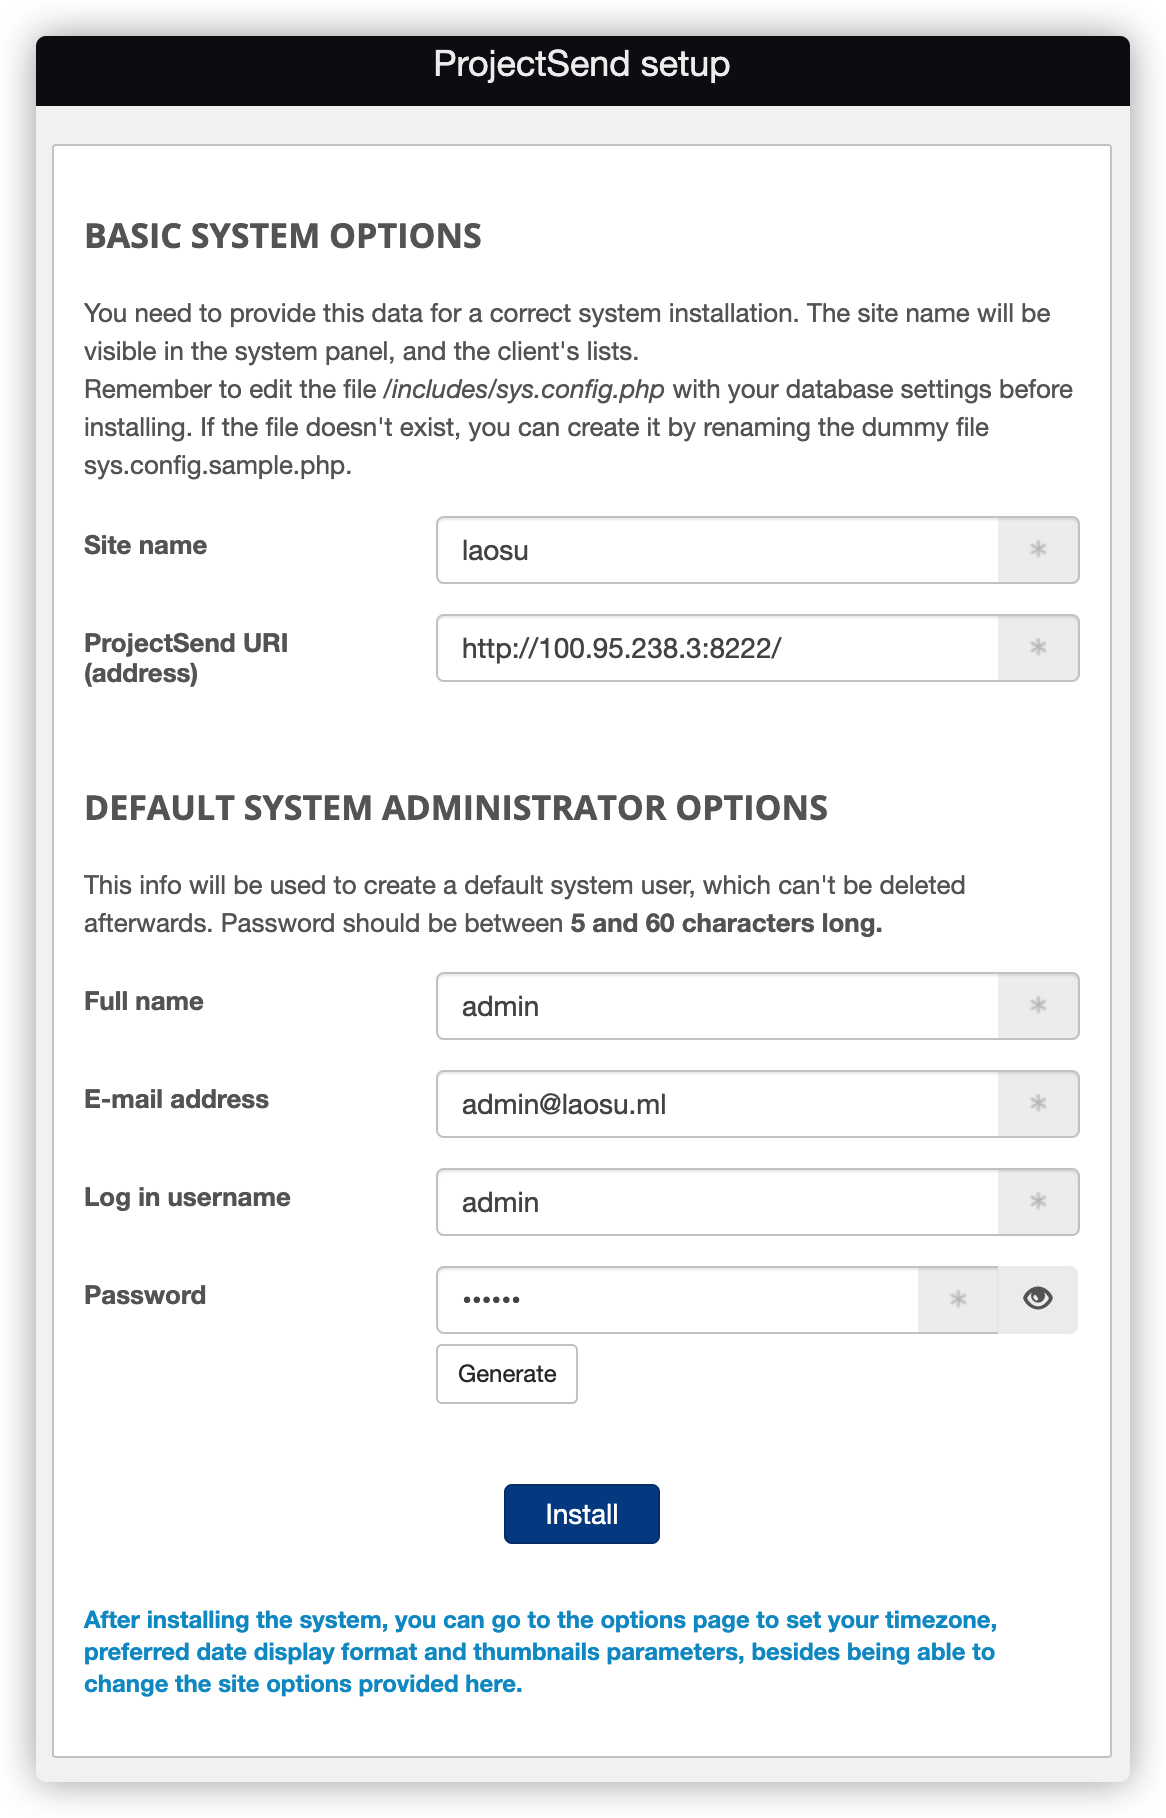 ProjectSend setup
BASIC SYSTEM OPTIONS
You need to provide this data for a correct system installation. The site name will be
visible in the system panel, and the client's lists.
Remember to edit the file /includes/sys.config.php with your database settings before
installing. If the file doesn't exist, you can create it by renaming the dummy file
sys.config.sample.php.
Site name
laosu
*
ProjectSend URI
(address)
http://100.95.238.3:8222/
*
DEFAULT SYSTEM ADMINISTRATOR OPTIONS
This info will be used to create a default system user, which can't be deleted
afterwards. Password should be between 5 and 60 characters long.
Full name
admin
*
E-mail address
admin@laosu.ml
*
Log in username
admin
*
Password
••••••
*
Generate
Install
After installing the system, you can go to the options page to set your timezone,
preferred date display format and thumbnails parameters, besides being able to
change the site options provided here.